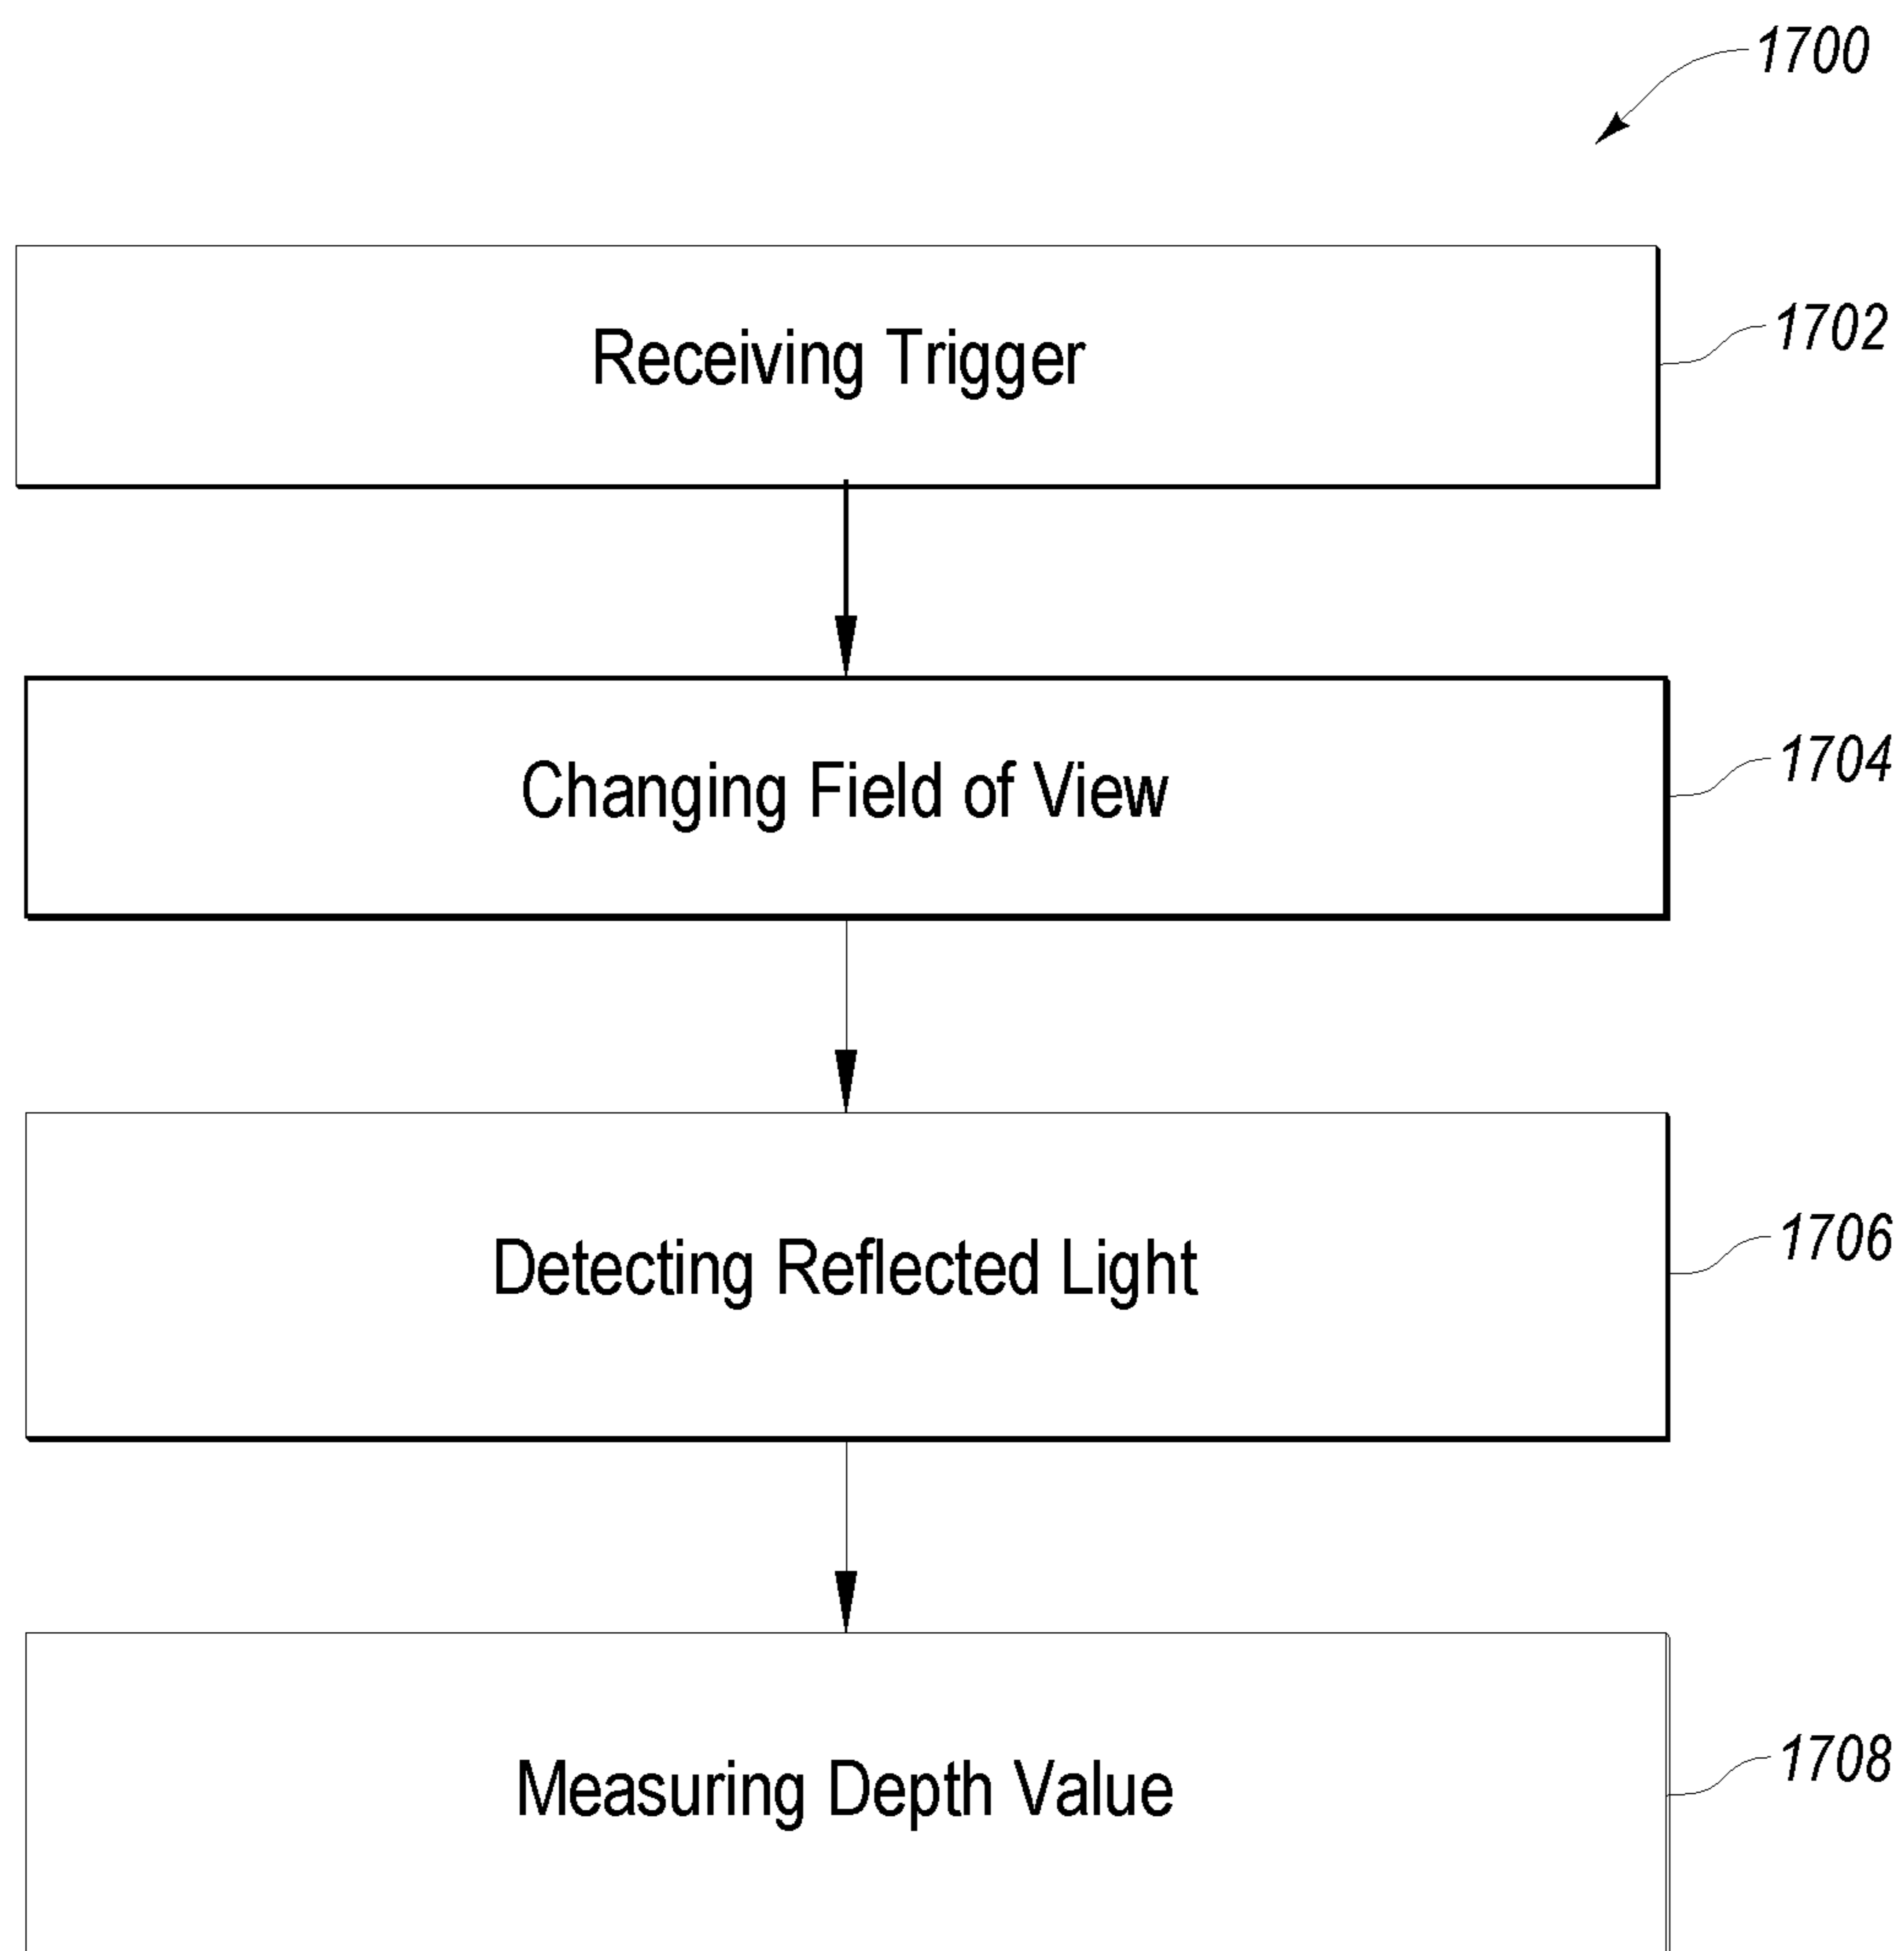 1700
Receiving Trigger
1702
Changing Field of View
1704
Detecting Reflected Light
1706
Measuring Depth Value
1708